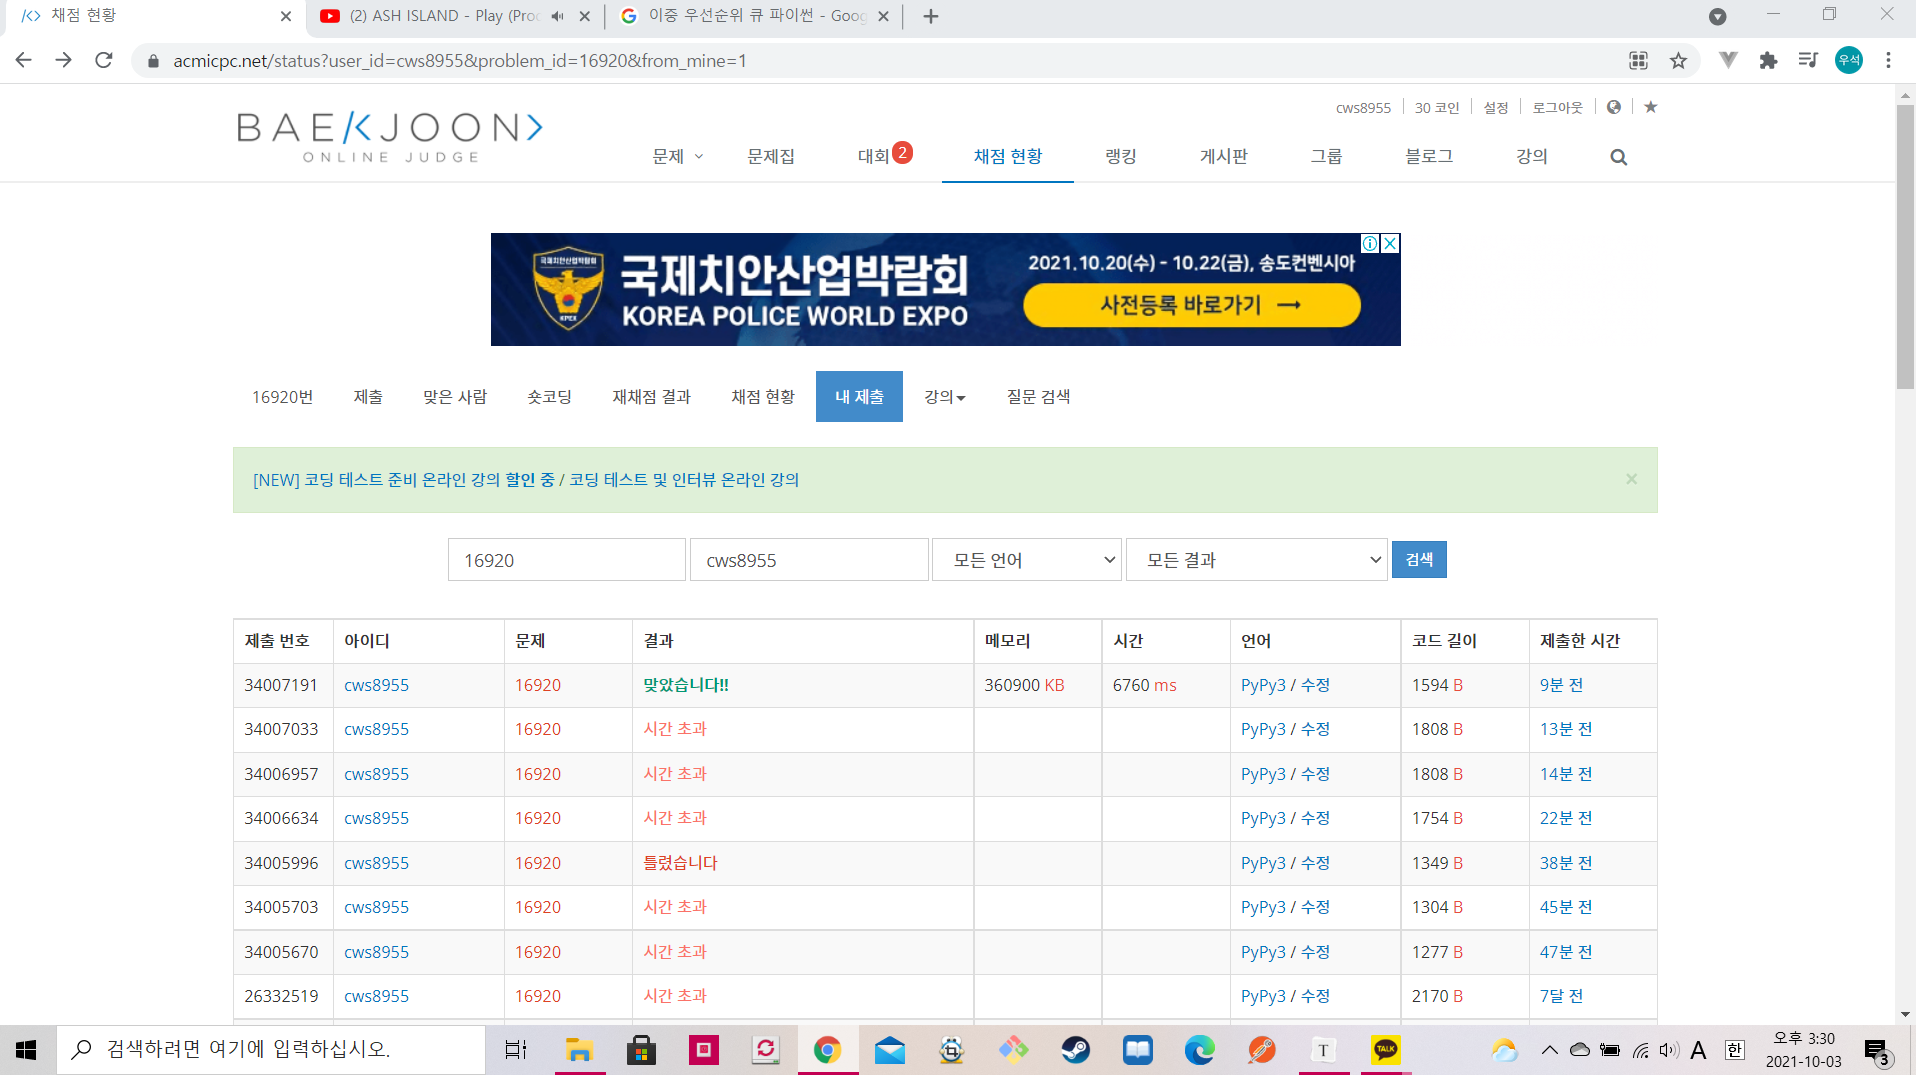 채점 현황
(2) ASH ISLAND - Play (Proc
이중 우선순위 큐 파이썬 - Goog
acmicpc.net/status?user_id=cws8955&problem_id=16920&from_mine=1
우석
cws8955 30 코인 설정 로그아웃
BAEKJOON>
ONLINE JUDGE
문제 문제집 대회 2 채점 현황 랭킹 게시판 그룹 블로그 강의
국제치안산업박람회
KOREA POLICE WORLD EXPO
KPEX
2021.10.20(수) - 10.22(금), 송도컨벤시아
사전등록 바로가기 →
16920번 제출 맞은 사람 숏코딩 재채점 결과 채점 현황 내 제출 강의 질문 검색
[NEW] 코딩 테스트 준비 온라인 강의 할인 중 / 코딩 테스트 및 인터뷰 온라인 강의 ×
16920 cws8955 모든 언어 모든 결과 검색
제출 번호 아이디 문제 결과 메모리 시간 언어 코드 길이 제출한 시간
34007191 cws8955 16920 맞았습니다!! 360900 KB 6760 ms PyPy3 / 수정 1594 B 9분 전
34007033 cws8955 16920 시간 초과 PyPy3 / 수정 1808 B 13분 전
34006957 cws8955 16920 시간 초과 PyPy3 / 수정 1808 B 14분 전
34006634 cws8955 16920 시간 초과 PyPy3 / 수정 1754 B 22분 전
34005996 cws8955 16920 틀렸습니다 PyPy3 / 수정 1349 B 38분 전
34005703 cws8955 16920 시간 초과 PyPy3 / 수정 1304 B 45분 전
34005670 cws8955 16920 시간 초과 PyPy3 / 수정 1277 B 47분 전
26332519 cws8955 16920 시간 초과 PyPy3 / 수정 2170 B 7달 전
검색하려면 여기에 입력하십시오.
T
TALK
A 한
오후 3:30
2021-10-03
3